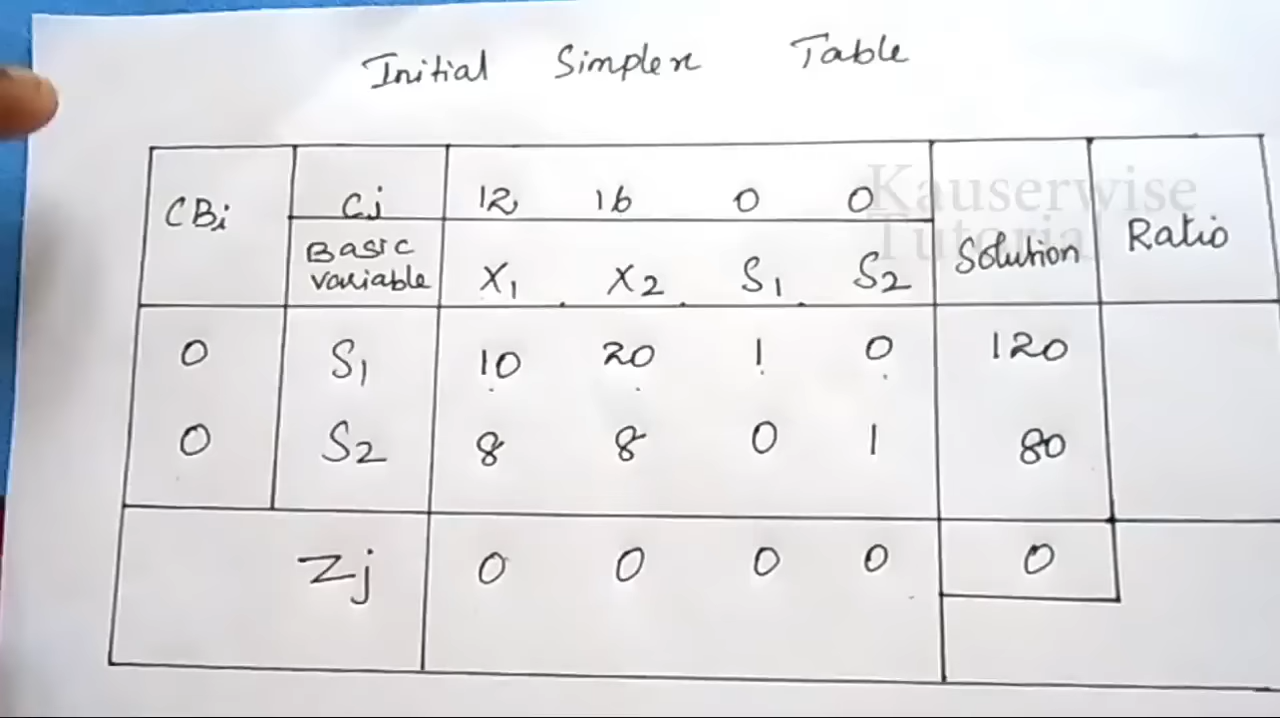 Initial Simplex Table
CBi Cj 12 16 0 0 Solution Ratio
Basic variable X1 X2 S1 S2
0 S1 10 20 1 0 120
0 S2 8 8 0 1 80
Zj 0 0 0 0 0
Kauserwise
Tutorial